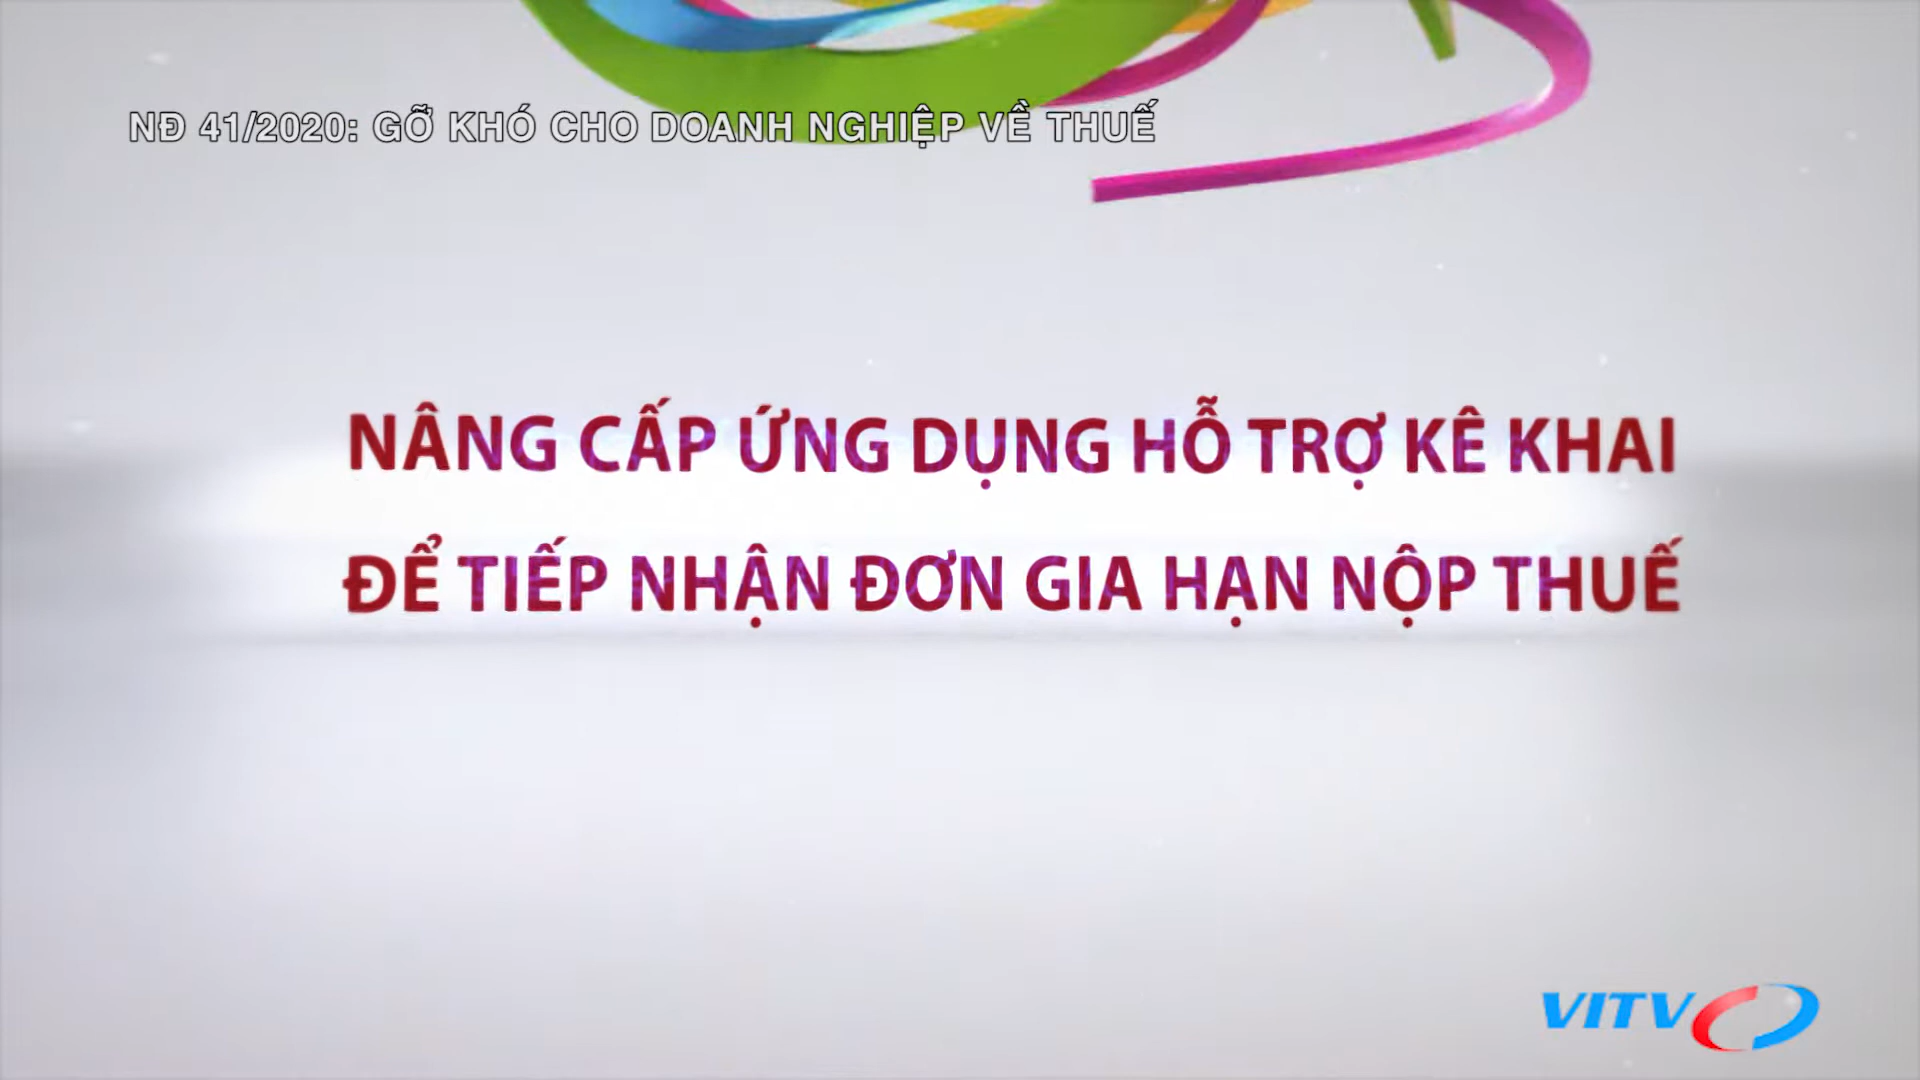 NĐ 41/2020: GỠ KHÓ CHO DOANH NGHIỆP VỀ THUẾ
NÂNG CẤP ỨNG DỤNG HỖ TRỢ KÊ KHAI
ĐỂ TIẾP NHẬN ĐƠN GIA HẠN NỘP THUẾ
VITV